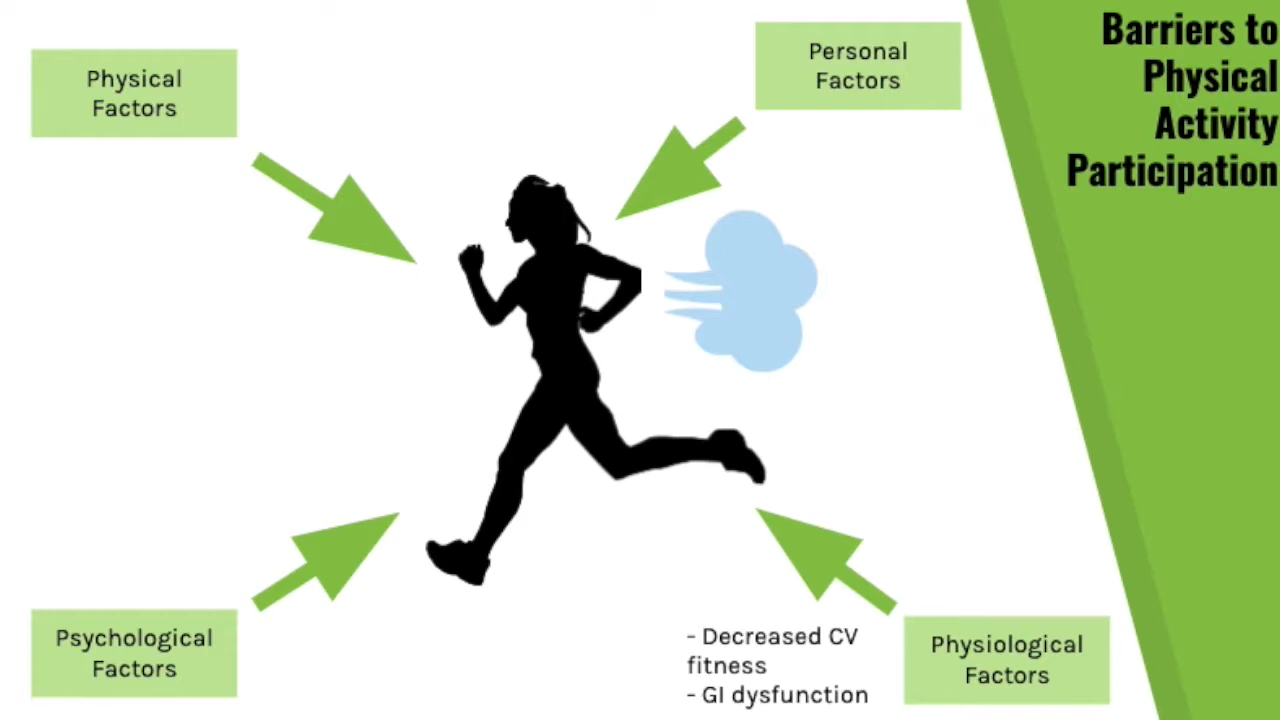 Barriers to
Physical
Activity
Participation
Physical
Factors
Personal
Factors
Psychological
Factors
- Decreased CV
fitness
- GI dysfunction
Physiological
Factors